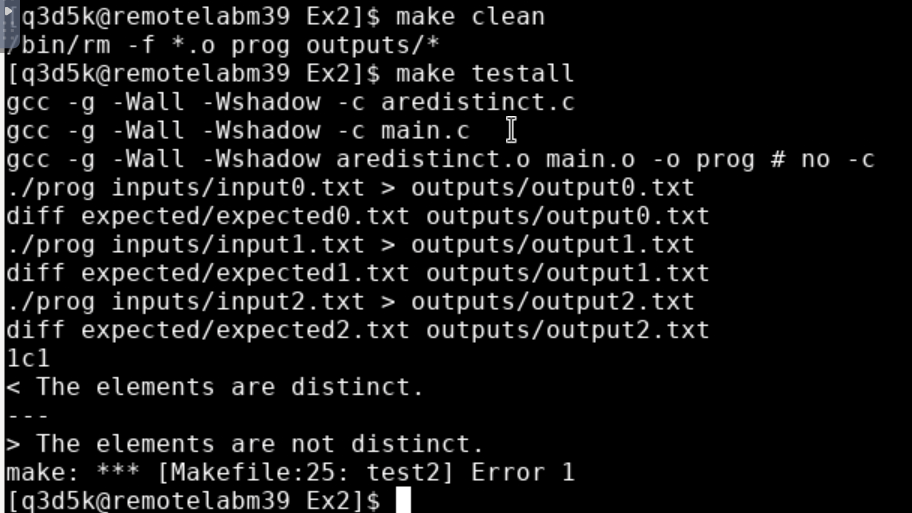 [q3d5k@remotelabm39 Ex2]$ make clean
/bin/rm -f *.o prog outputs/*
[q3d5k@remotelabm39 Ex2]$ make testall
gcc -g -Wall -Wshadow -c aredistinct.c
gcc -g -Wall -Wshadow -c main.c
gcc -g -Wall -Wshadow aredistinct.o main.o -o prog # no -c
./prog inputs/input0.txt > outputs/output0.txt
diff expected/expected0.txt outputs/output0.txt
./prog inputs/input1.txt > outputs/output1.txt
diff expected/expected1.txt outputs/output1.txt
./prog inputs/input2.txt > outputs/output2.txt
diff expected/expected2.txt outputs/output2.txt
1c1
< The elements are distinct.
---
> The elements are not distinct.
make: *** [Makefile:25: test2] Error 1
[q3d5k@remotelabm39 Ex2]$